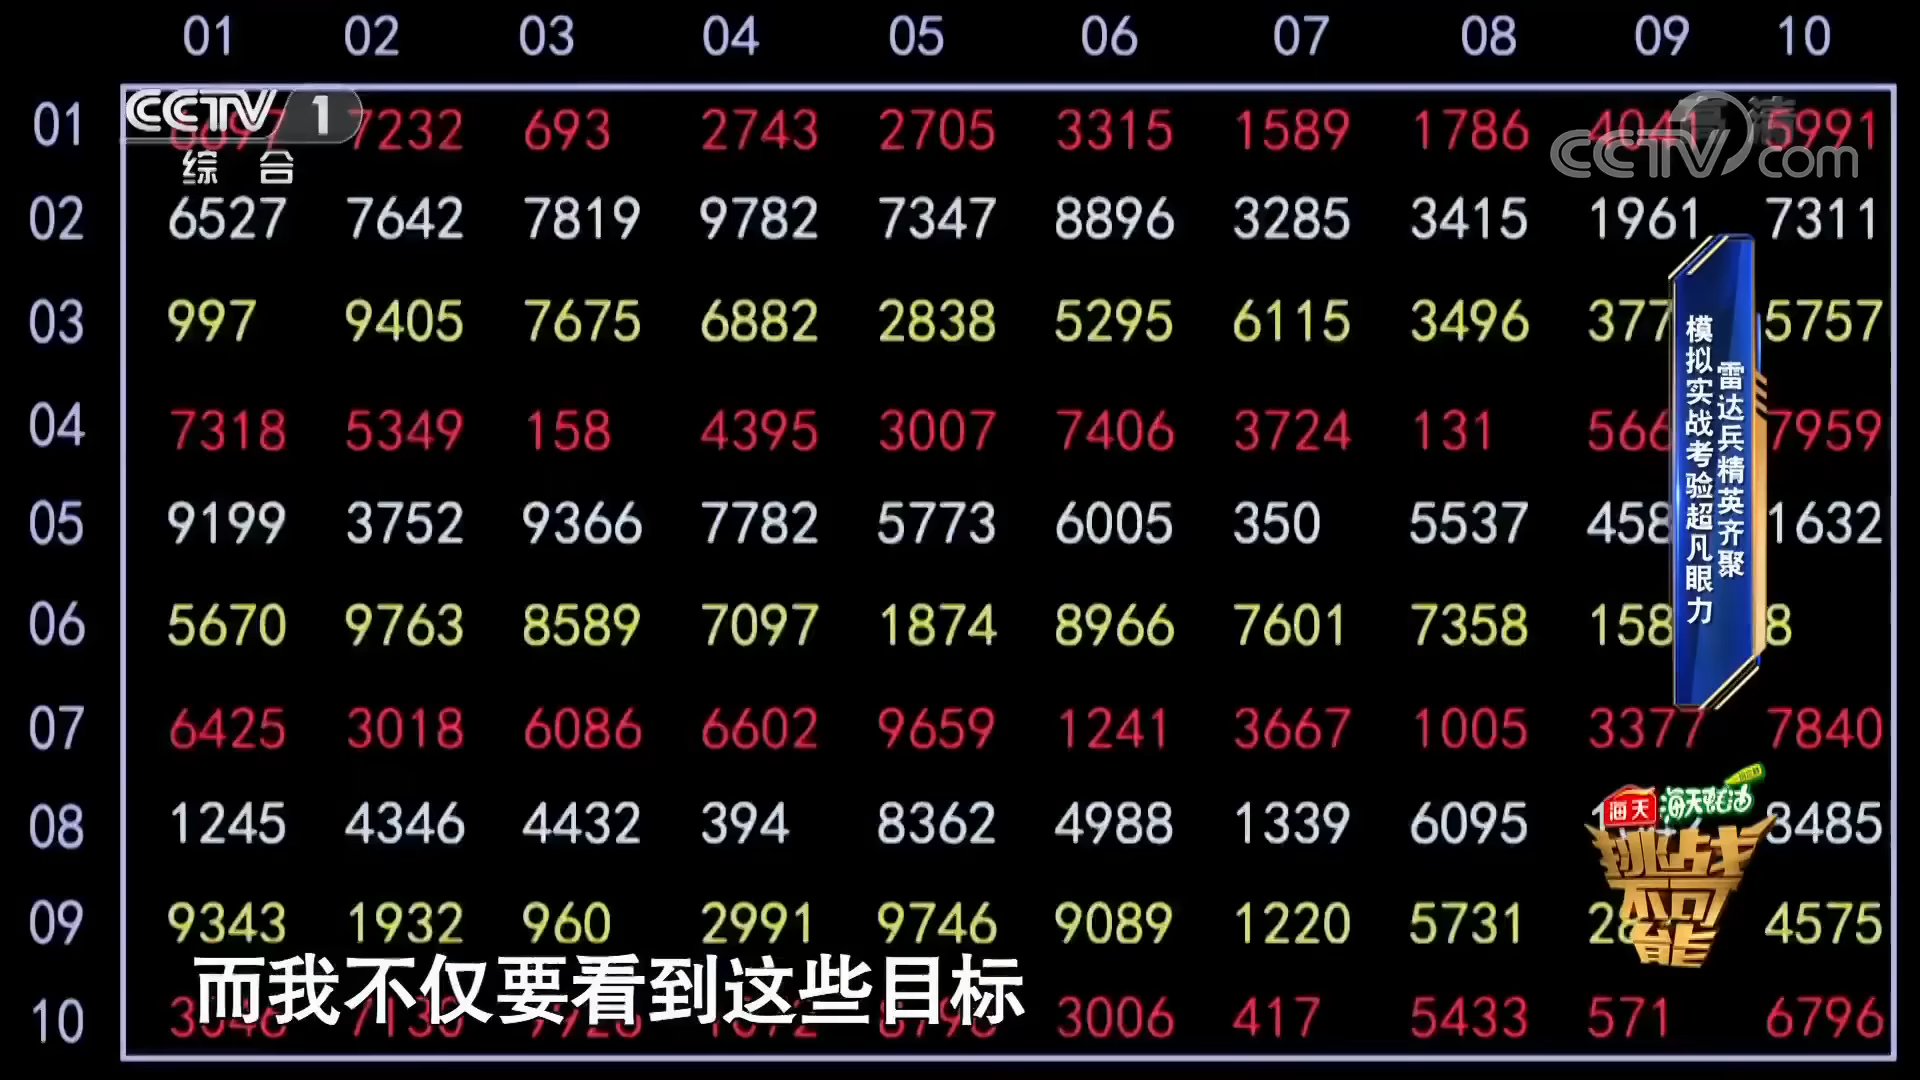 01 02 03 04 05 06 07 08 09 10
CCTV 1
综 合
高清
CCTV.com
01 7232 693 2743 2705 3315 1589 1786 5991
02 6527 7642 7819 9782 7347 8896 3285 3415 1961 7311
03 997 9405 7675 6882 2838 5295 6115 3496 5757
04 7318 5349 158 4395 3007 7406 3724 131 7959
05 9199 3752 9366 7782 5773 6005 350 5537 1632
06 5670 9763 8589 7097 1874 8966 7601 7358
07 6425 3018 6086 6602 9659 1241 3667 1005 3377 7840
08 1245 4346 4432 394 8362 4988 1339 6095 8485
09 9343 1932 960 2991 9746 9089 1220 5731 4575
10 3006 417 5433 571 6796
雷达兵精英齐聚
模拟实战考验超凡眼力
海天
海天蚝油
挑战
不可
能
而我不仅要看到这些目标